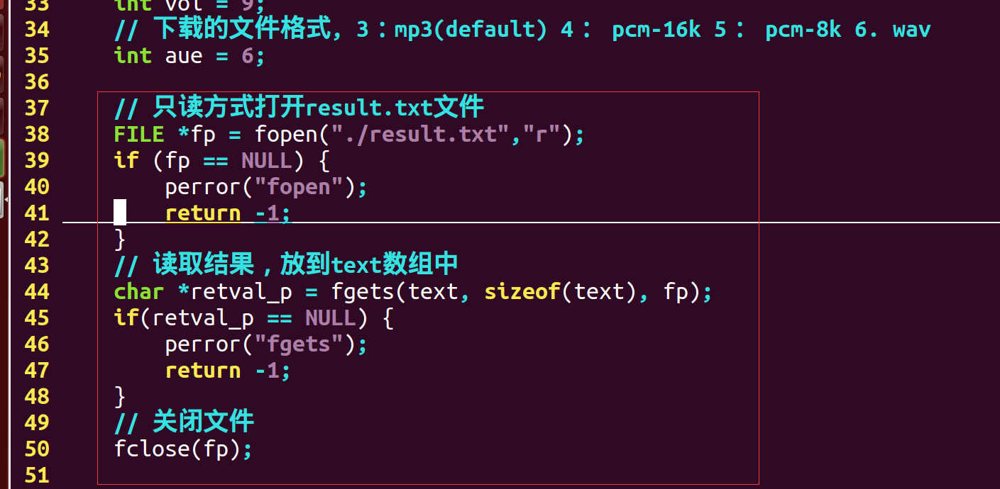 33 int vol = 9;
34 // 下载的文件格式, 3：mp3(default) 4： pcm-16k 5： pcm-8k 6. wav
35 int aue = 6;
36
37 // 只读方式打开result.txt文件
38 FILE *fp = fopen("./result.txt","r");
39 if (fp == NULL) {
40 perror("fopen");
41 return -1;
42 }
43 // 读取结果，放到text数组中
44 char *retval_p = fgets(text, sizeof(text), fp);
45 if(retval_p == NULL) {
46 perror("fgets");
47 return -1;
48 }
49 // 关闭文件
50 fclose(fp);
51